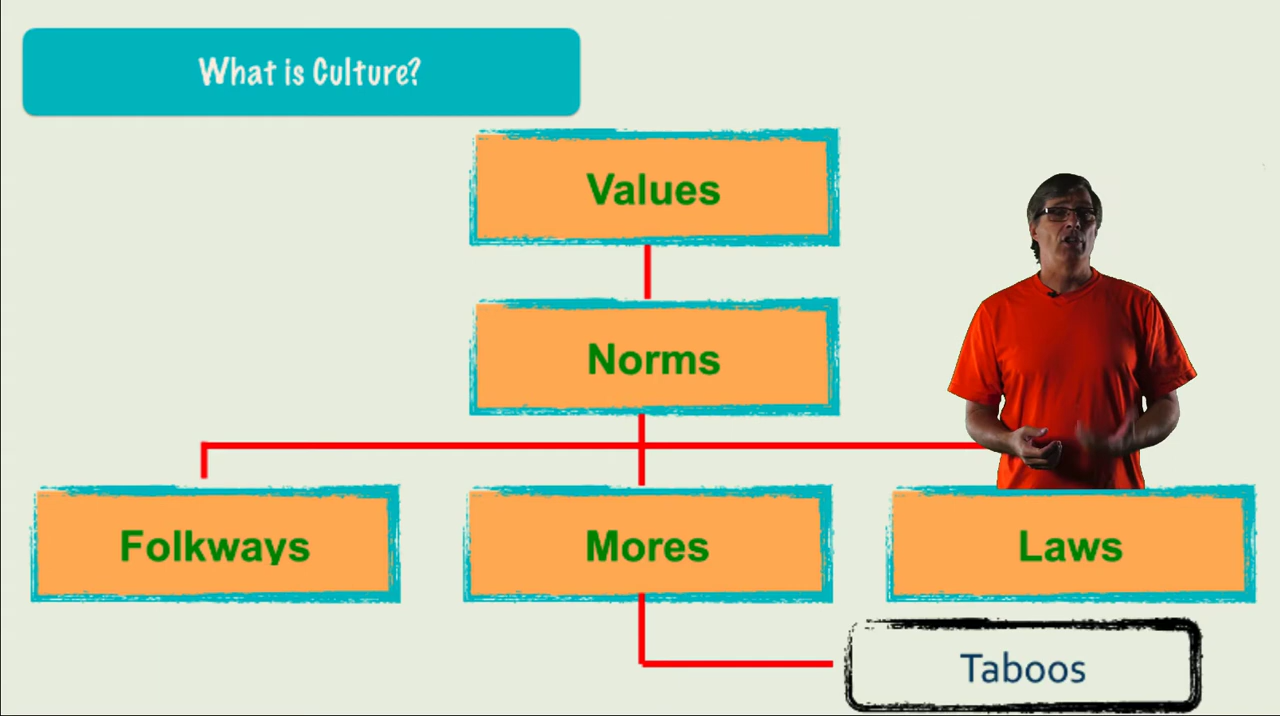 What is Culture?
Values
Norms
Folkways
Mores
Laws
Taboos